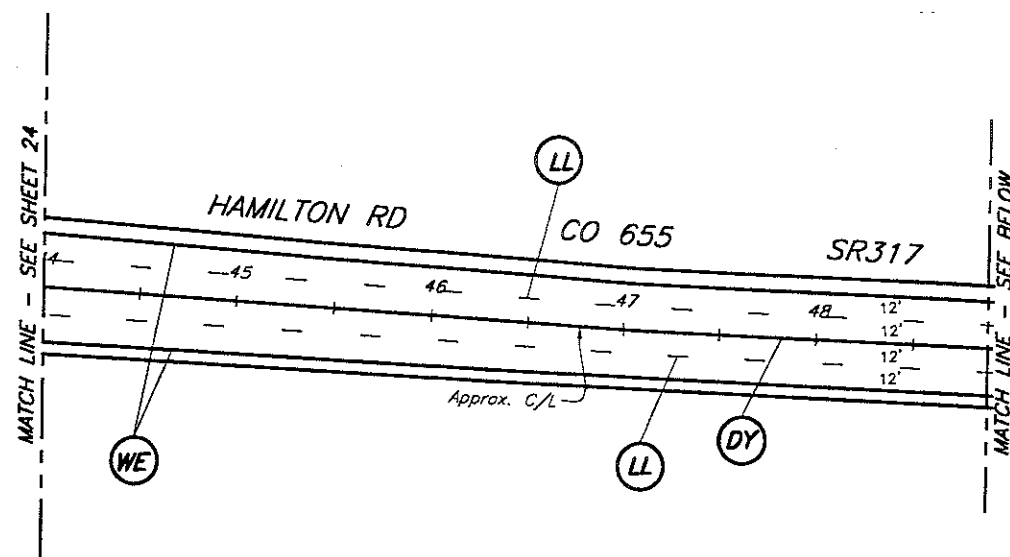 MATCH LINE - SEE SHEET 24
LL
HAMILTON RD
CO 655
SR317
MATCH LINE - SEE BELOW
4
45
46
47
48
12'
12'
12'
12'
Approx. C/L
WE
LL
DY